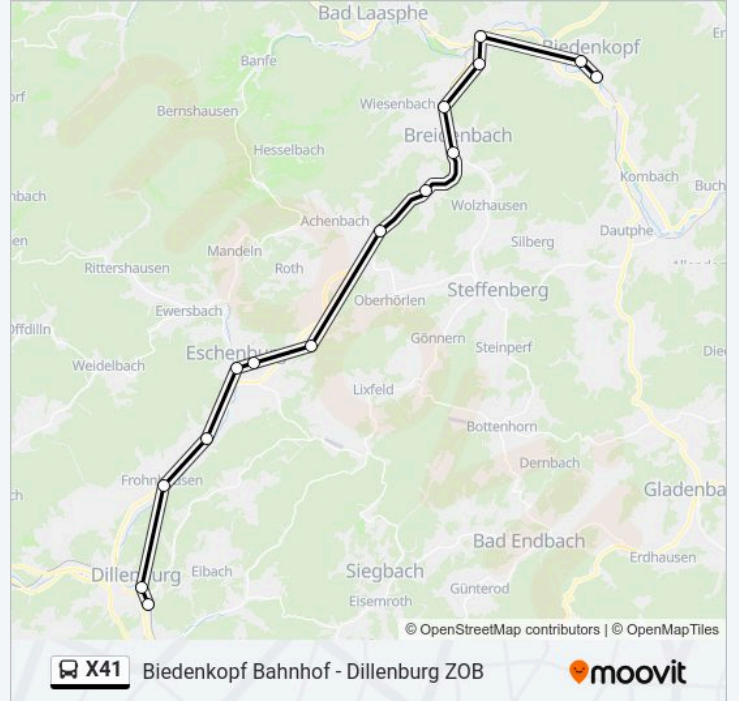 Bad Laasphe
Biedenkopf
Banfe
Wiesenbach
Bernshausen
Breidenbach
Hesselbach
Kombach
Buch
Wolzhausen
Achenbach
Dautphe
Silberg
Mandeln
Roth
Rittershausen
Steffenberg
Oberhörlen
Ewersbach
Offdilln
Gönnern
Steinperf
Eschenburg
Weidelbach
Lixfeld
Bottenhorn
Dernbach
Frohnhausen
Gladenba
Bad Endbach
Erdhausen
Dillenburg
Eibach
Siegbach
Günterod
Eisemroth
© OpenStreetMap contributors | © OpenMapTiles
X41 Biedenkopf Bahnhof - Dillenburg ZOB moovit